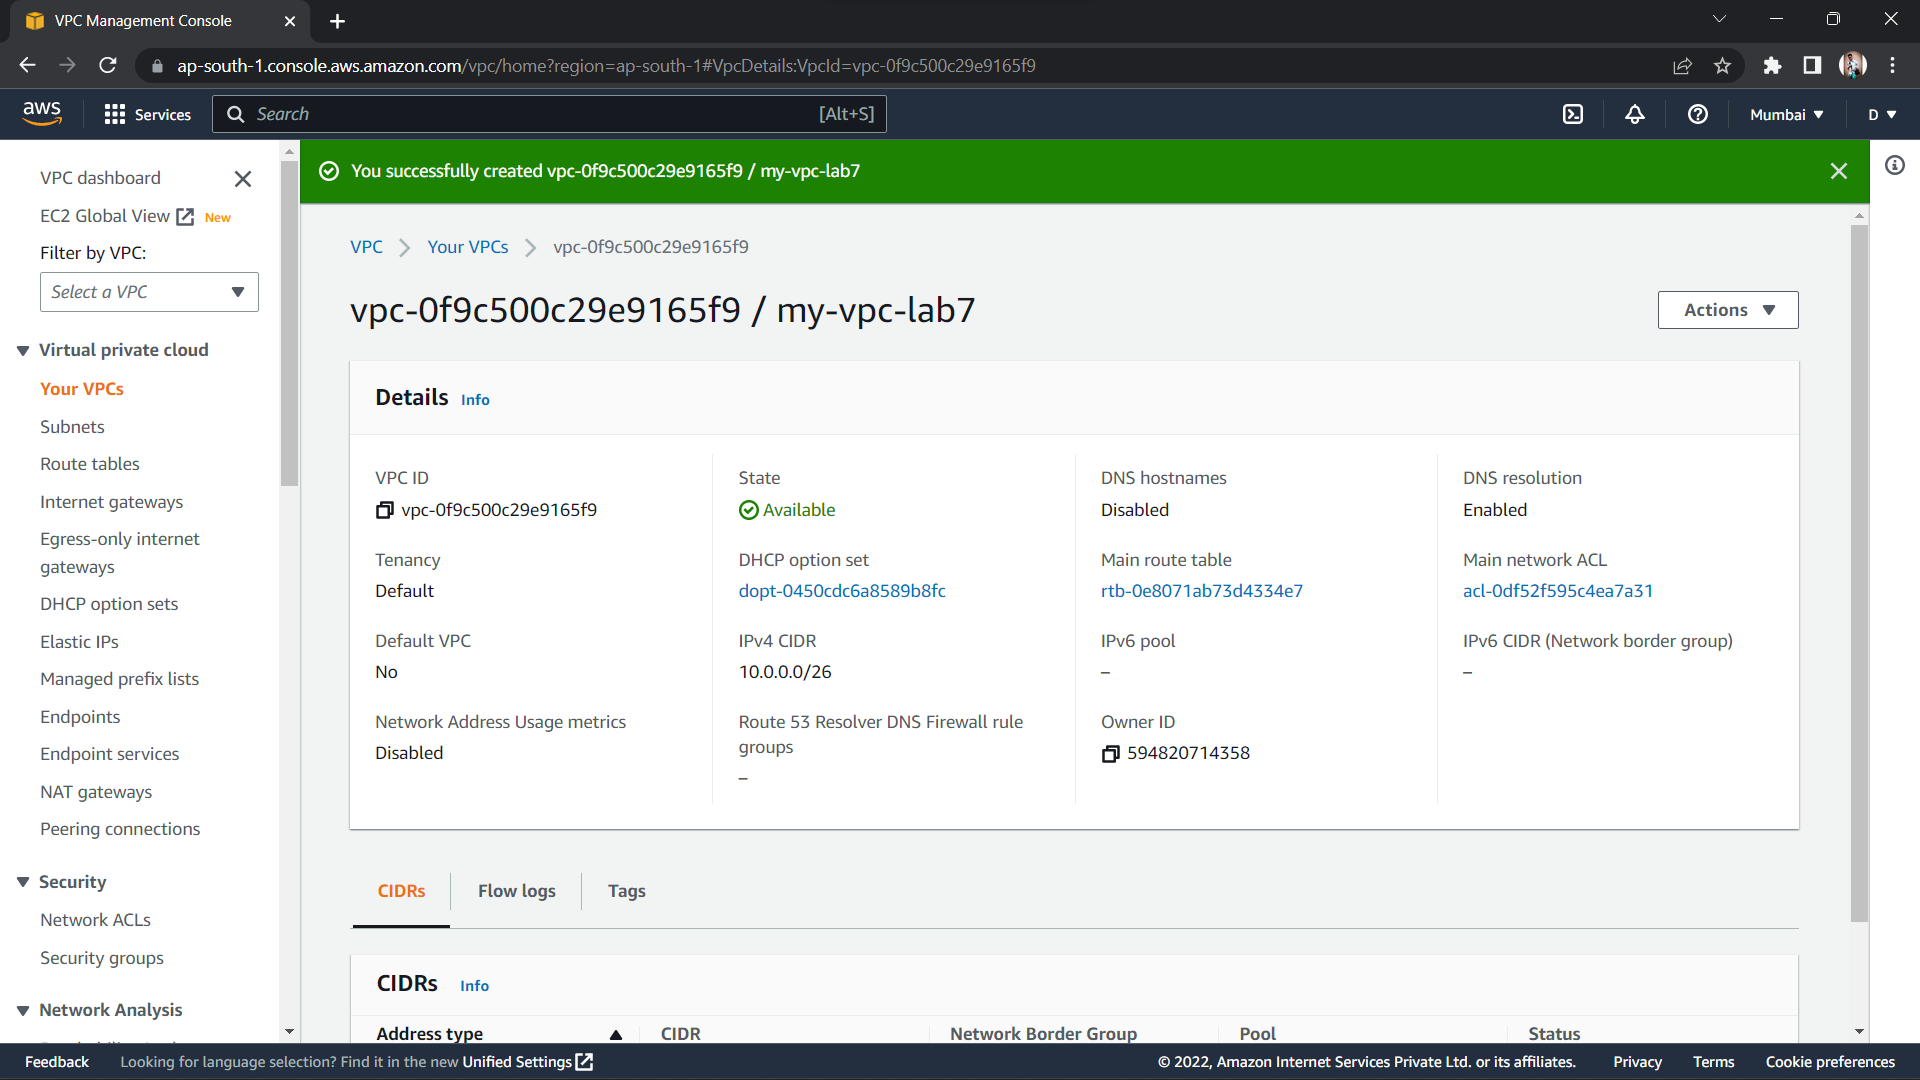 VPC Management Console
ap-south-1.console.aws.amazon.com/vpc/home?region=ap-south-1#VpcDetails:VpcId=vpc-0f9c500c29e9165f9
aws
Services
Search
[Alt+S]
Mumbai
D
VPC dashboard
EC2 Global View New
Filter by VPC:
Select a VPC
Virtual private cloud
Your VPCs
Subnets
Route tables
Internet gateways
Egress-only internet
gateways
DHCP option sets
Elastic IPs
Managed prefix lists
Endpoints
Endpoint services
NAT gateways
Peering connections
Security
Network ACLs
Security groups
Network Analysis
You successfully created vpc-0f9c500c29e9165f9 / my-vpc-lab7
VPC
Your VPCs
vpc-0f9c500c29e9165f9
vpc-0f9c500c29e9165f9 / my-vpc-lab7
Actions
Details Info
VPC ID
vpc-0f9c500c29e9165f9
State
Available
DNS hostnames
Disabled
DNS resolution
Enabled
Tenancy
Default
DHCP option set
dopt-0450cdc6a8589b8fc
Main route table
rtb-0e8071ab73d4334e7
Main network ACL
acl-0df52f595c4ea7a31
Default VPC
No
IPv4 CIDR
10.0.0.0/26
IPv6 pool
–
IPv6 CIDR (Network border group)
–
Network Address Usage metrics
Disabled
Route 53 Resolver DNS Firewall rule
groups
–
Owner ID
594820714358
CIDRs
Flow logs
Tags
CIDRs Info
Address type
CIDR
Network Border Group
Pool
Status
Feedback
Looking for language selection? Find it in the new Unified Settings
© 2022, Amazon Internet Services Private Ltd. or its affiliates.
Privacy
Terms
Cookie preferences